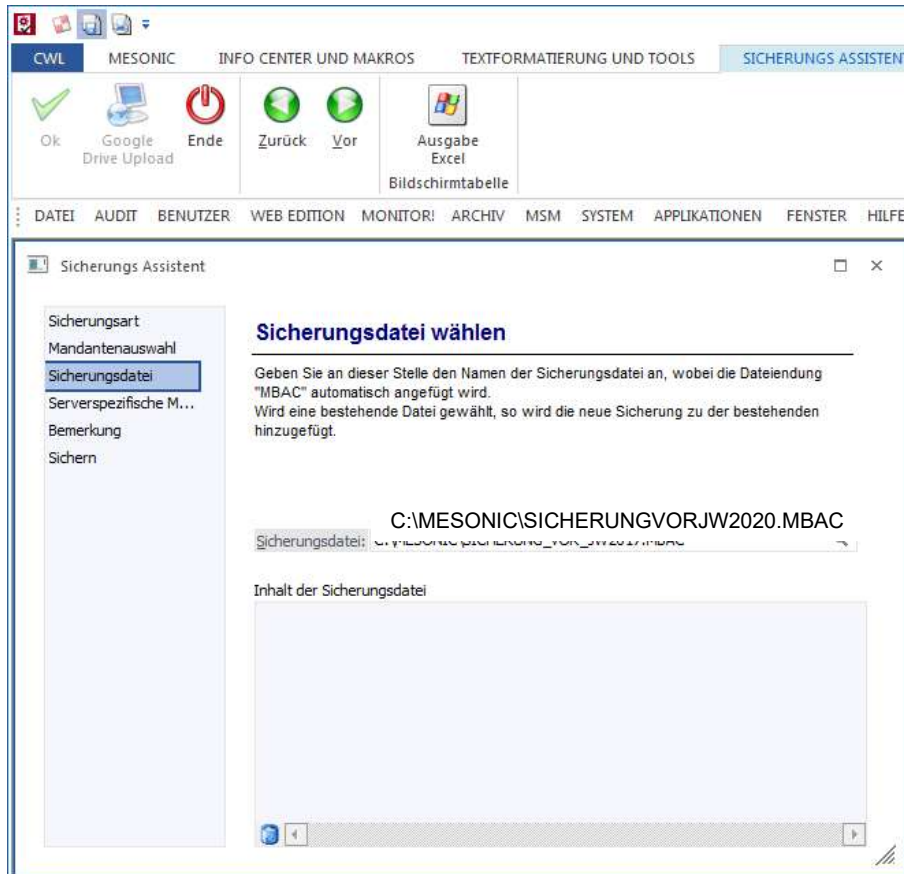 CWL MESONIC INFO CENTER UND MAKROS TEXTFORMATIERUNG UND TOOLS SICHERUNGS ASSISTENT
Ok Google Drive Upload Ende Zurück Vor Ausgabe Excel
Bildschirmtabelle
DATEI AUDIT BENUTZER WEB EDITION MONITOR! ARCHIV MSM SYSTEM APPLIKATIONEN FENSTER HILFE
Sicherungs Assistent
Sicherungsart
Mandantenauswahl
Sicherungsdatei
Serverspezifische M...
Bemerkung
Sichern
Sicherungsdatei wählen
Geben Sie an dieser Stelle den Namen der Sicherungsdatei an, wobei die Dateiendung
"MBAC" automatisch angefügt wird.
Wird eine bestehende Datei gewählt, so wird die neue Sicherung zu der bestehenden
hinzugefügt.
C:\MESONIC\SICHERUNGVORJW2020.MBAC
Sicherungsdatei: C:\MESONIC\SICHERUNG_VOR_JW2017.MBAC
Inhalt der Sicherungsdatei